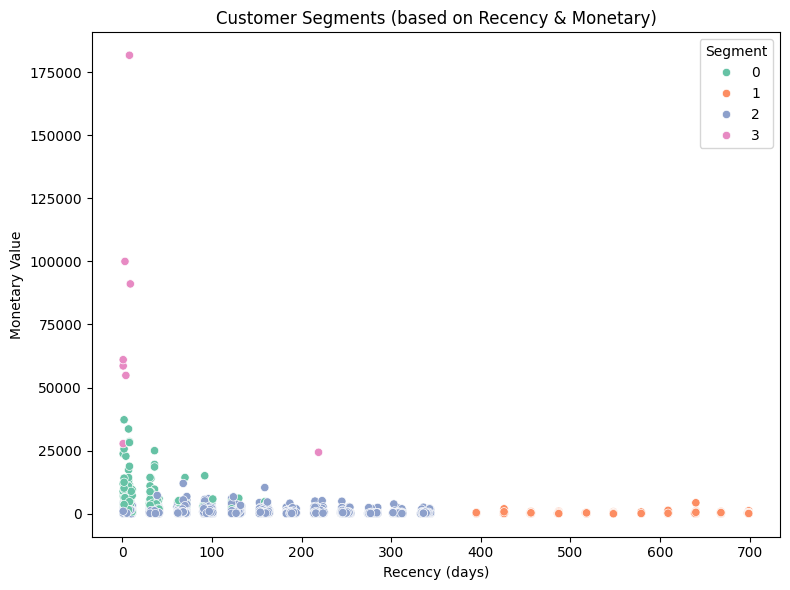 Customer Segments (based on Recency & Monetary)
Segment
0
1
2
3
175000
150000
125000
100000
75000
50000
25000
0
Monetary Value
0 100 200 300 400 500 600 700
Recency (days)